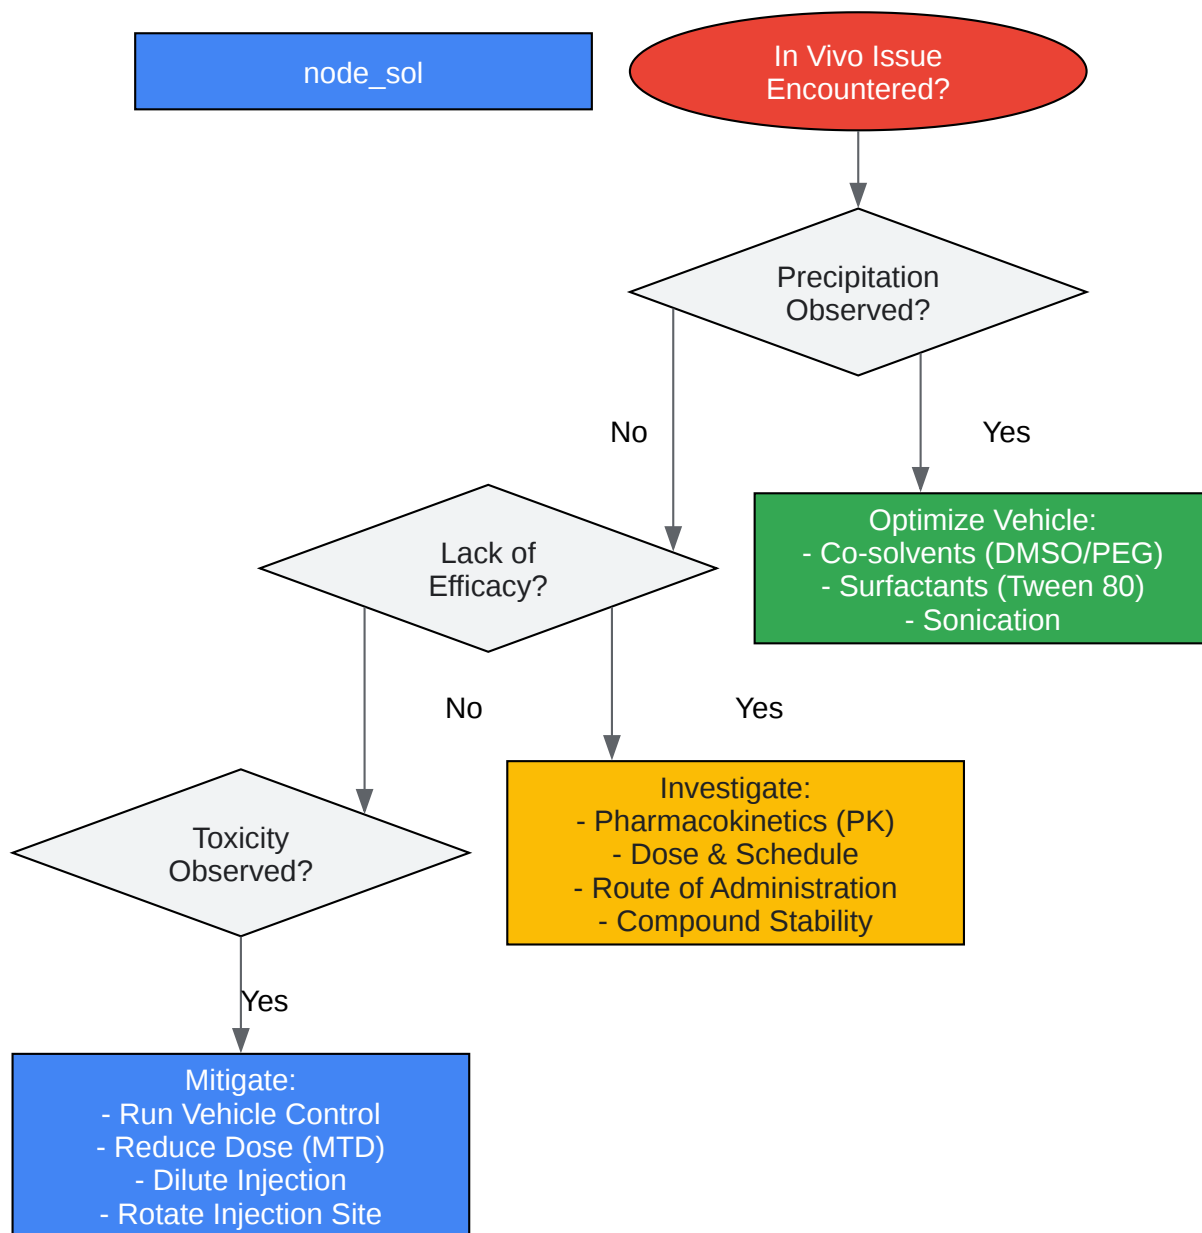 node_sol
In Vivo Issue
Encountered?
Precipitation
Observed?
No
Yes
Lack of
Efficacy?
Optimize Vehicle:
- Co-solvents (DMSO/PEG)
- Surfactants (Tween 80)
- Sonication
No
Yes
Toxicity
Observed?
Investigate:
- Pharmacokinetics (PK)
- Dose & Schedule
- Route of Administration
- Compound Stability
Yes
Mitigate:
- Run Vehicle Control
- Reduce Dose (MTD)
- Dilute Injection
- Rotate Injection Site